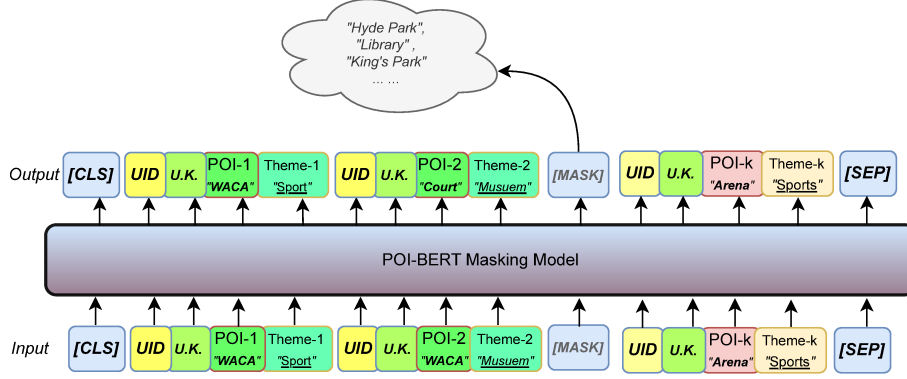 "Hyde Park",
"Library" ,
"King's Park"
... ...
Output [CLS] UID U.K. POI-1 "WACA" Theme-1 "Sport" UID U.K. POI-2 "Court" Theme-2 "Musuem" [MASK] UID U.K. POI-k "Arena" Theme-k "Sports" [SEP]
POI-BERT Masking Model
Input [CLS] UID U.K. POI-1 "WACA" Theme-1 "Sport" UID U.K. POI-2 "WACA" Theme-2 "Musuem" [MASK] UID U.K. POI-k "Arena" Theme-k "Sports" [SEP]